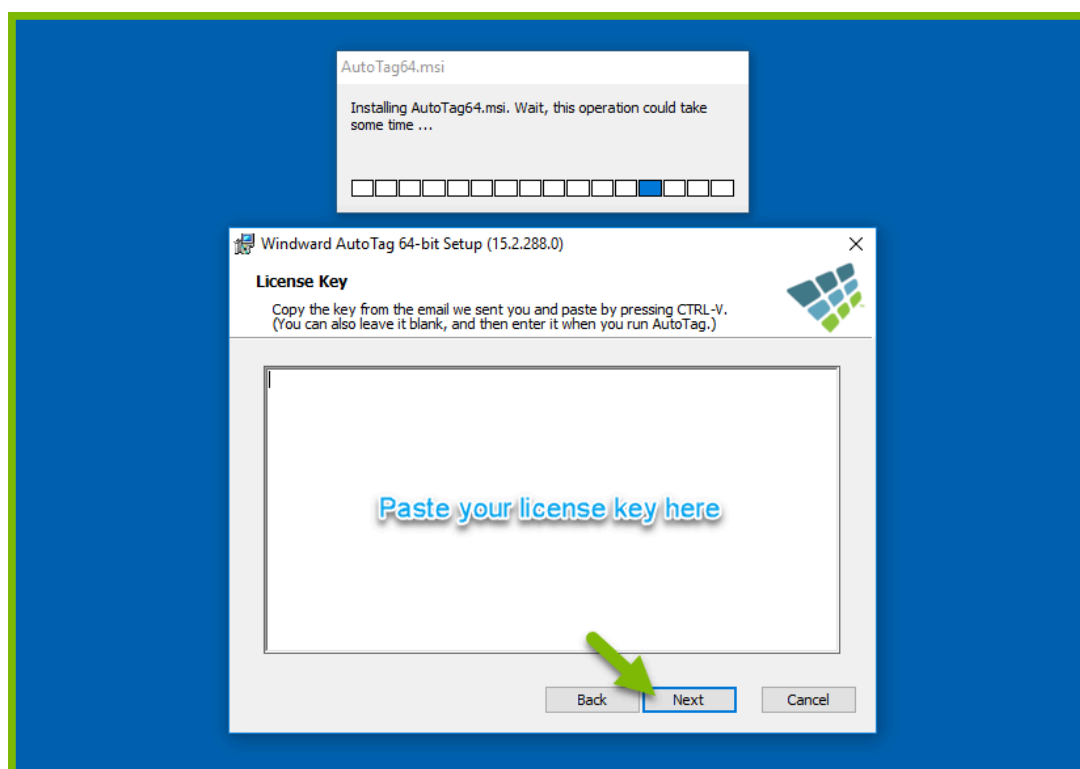 AutoTag64.msi
Installing AutoTag64.msi. Wait, this operation could take
some time ...
Windward AutoTag 64-bit Setup (15.2.288.0)
License Key
Copy the key from the email we sent you and paste by pressing CTRL-V.
(You can also leave it blank, and then enter it when you run AutoTag.)
Paste your license key here
Back Next Cancel